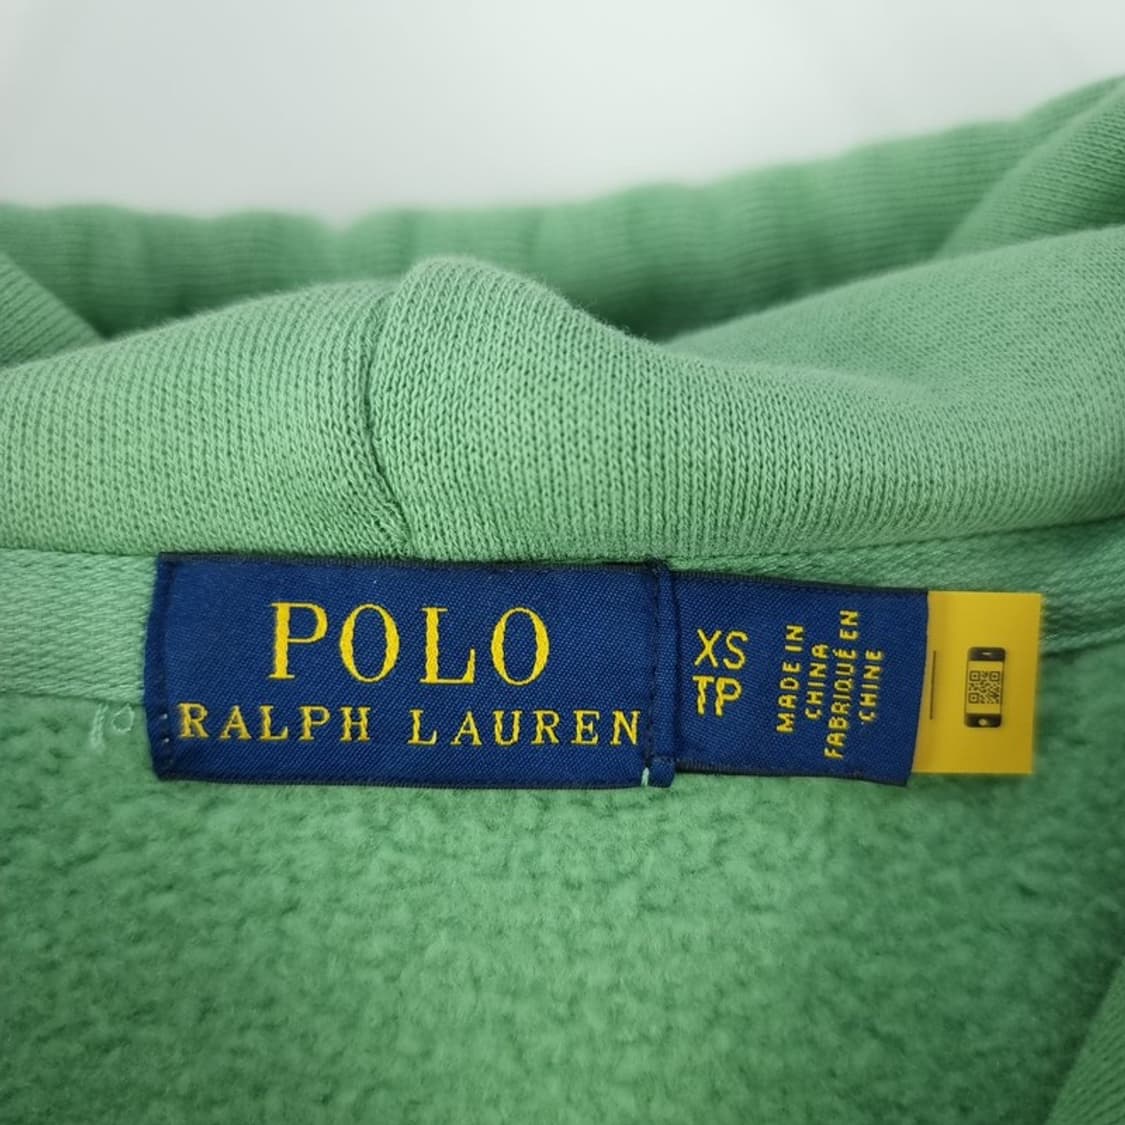 POLO
RALPH LAUREN
XS
TP
MADE IN
CHINA
FABRIQUÉ EN
CHINE